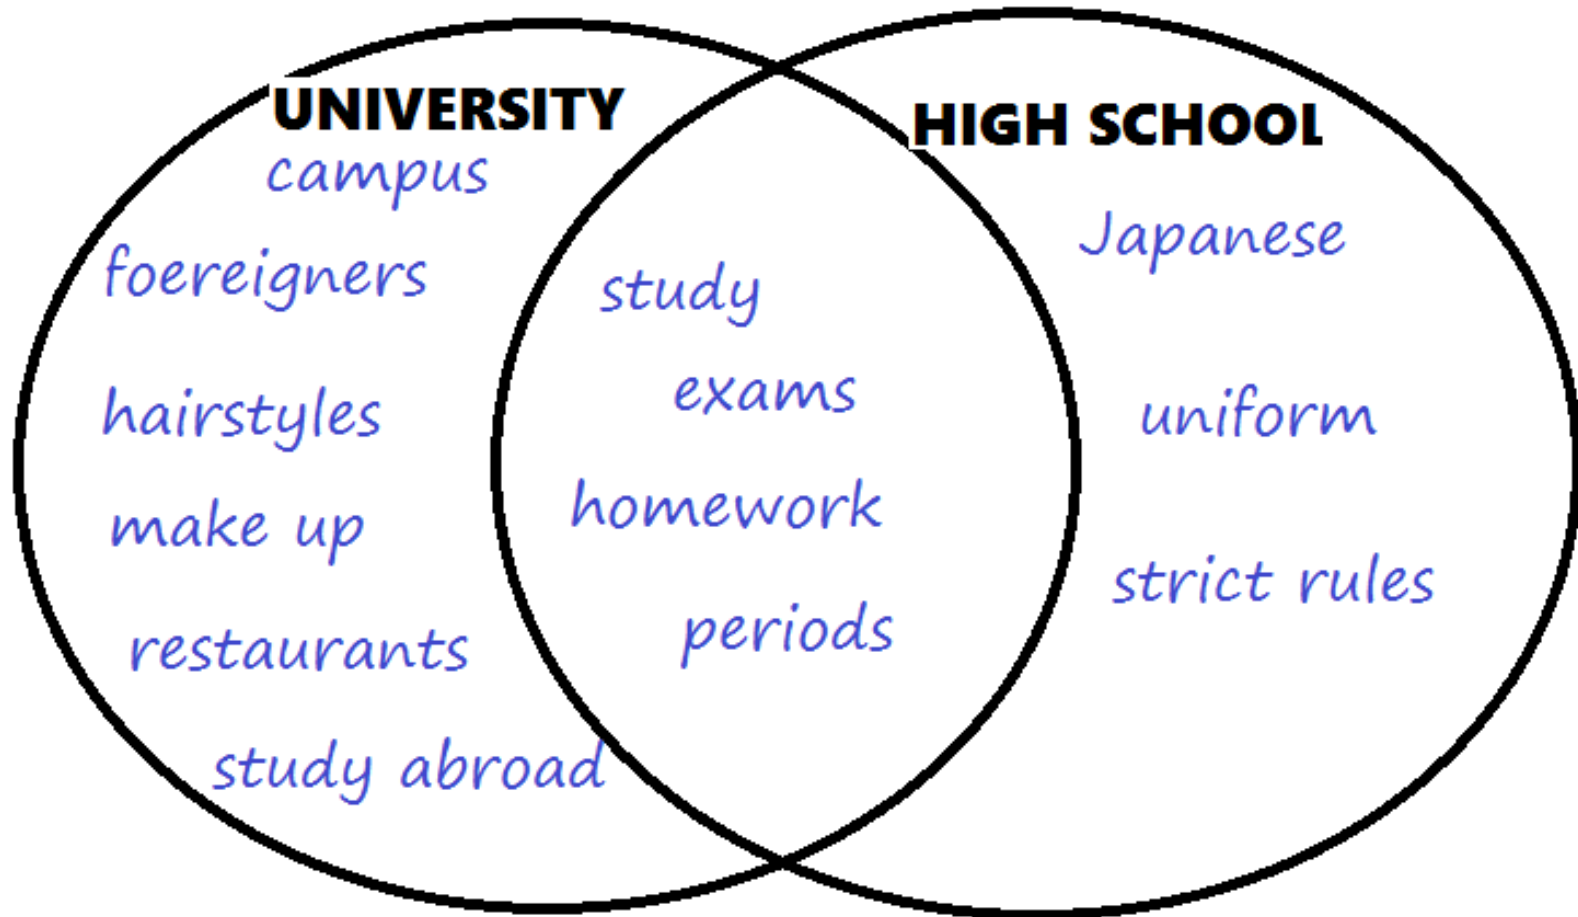 UNIVERSITY
campus
foereigners
hairstyles
make up
restaurants
study abroad
study
exams
homework
periods
HIGH SCHOOL
Japanese
uniform
strict rules